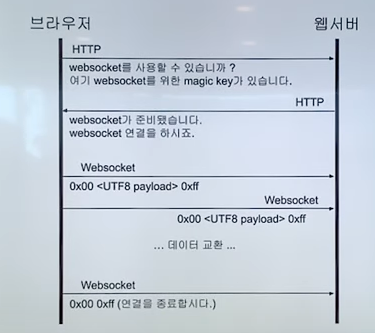 브라우저 웹서버
HTTP
websocket를 사용할 수 있습니까 ?
여기 websocket를 위한 magic key가 있습니다.
HTTP
websocket가 준비됐습니다.
websocket 연결을 하시죠.
Websocket
0x00 <UTF8 payload> 0xff
Websocket
0x00 <UTF8 payload> 0xff
... 데이터 교환 ...
Websocket
0x00 0xff (연결을 종료합시다.)